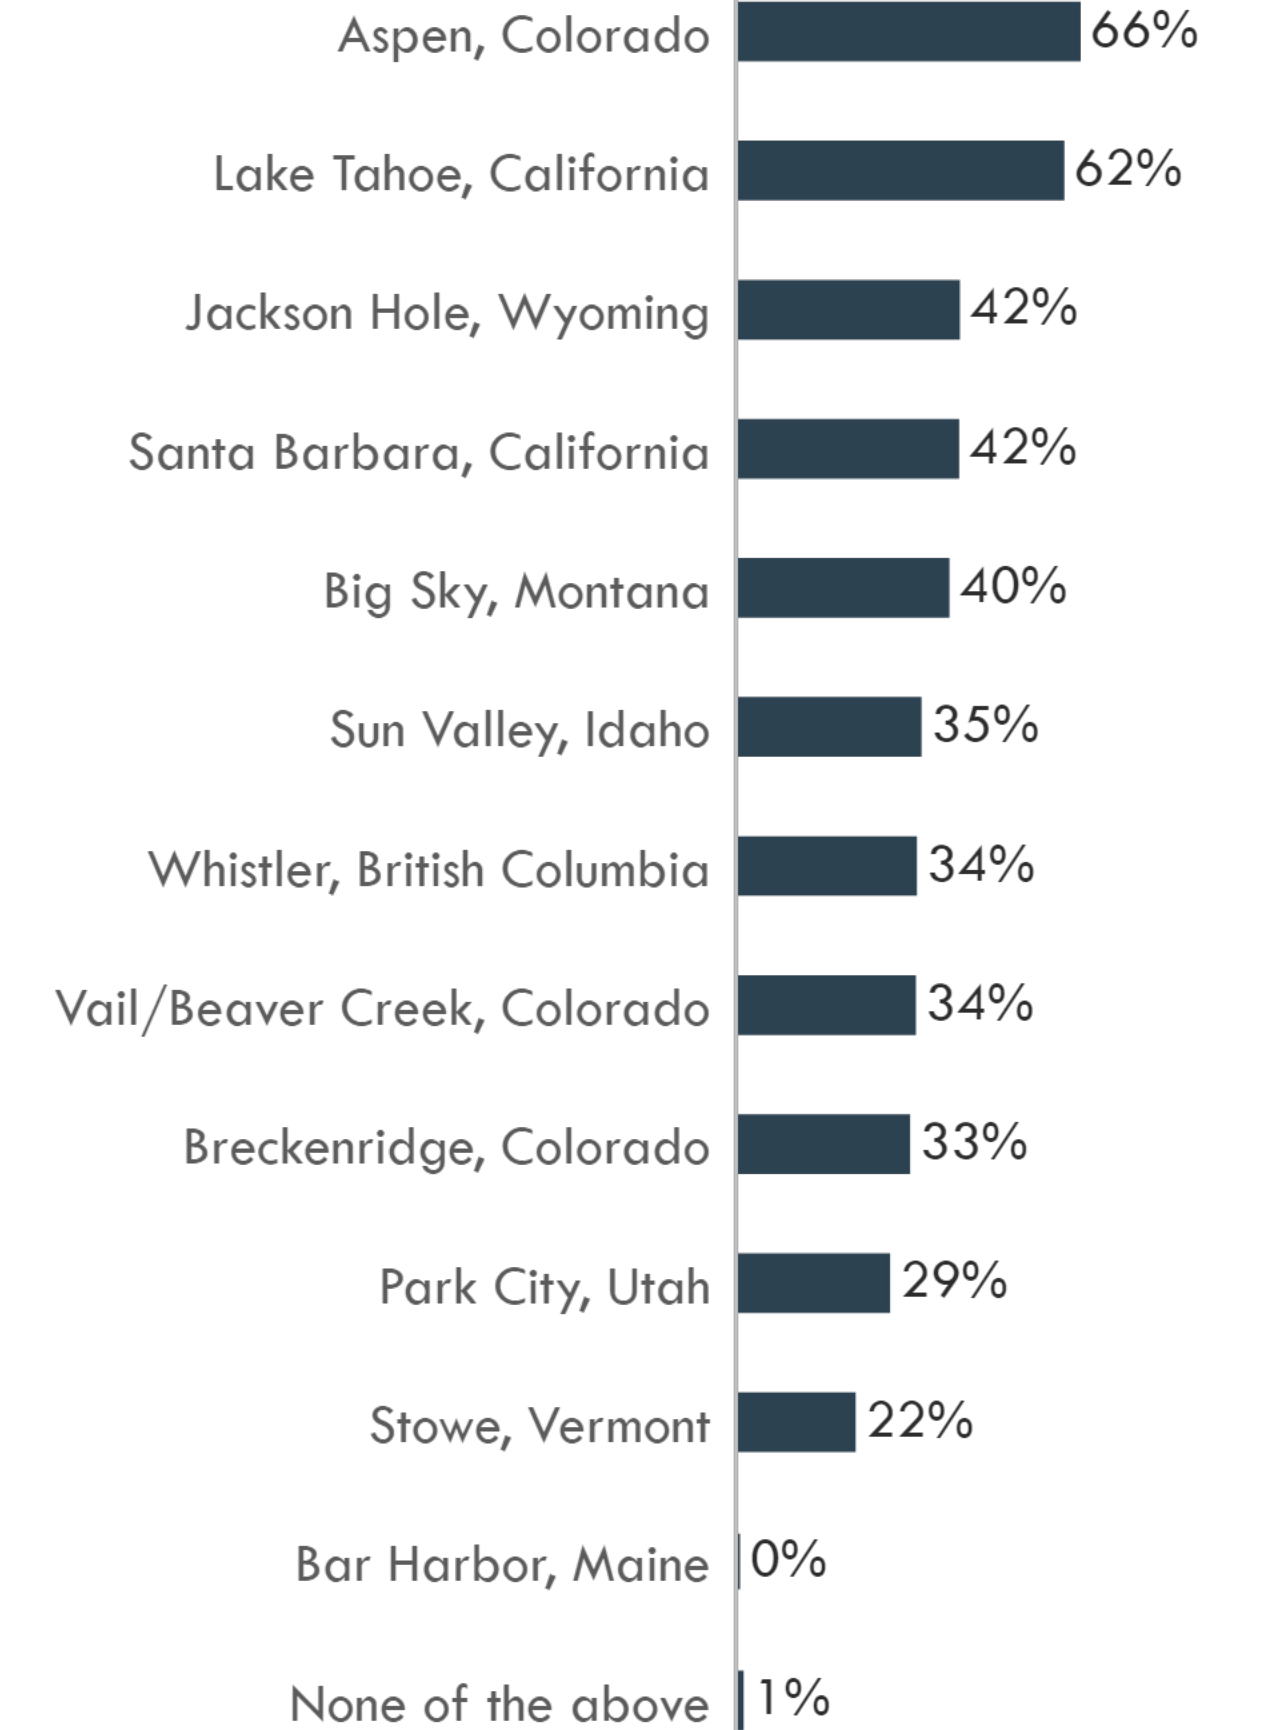 Aspen, Colorado 66%
Lake Tahoe, California 62%
Jackson Hole, Wyoming 42%
Santa Barbara, California 42%
Big Sky, Montana 40%
Sun Valley, Idaho 35%
Whistler, British Columbia 34%
Vail/Beaver Creek, Colorado 34%
Breckenridge, Colorado 33%
Park City, Utah 29%
Stowe, Vermont 22%
Bar Harbor, Maine 0%
None of the above 1%